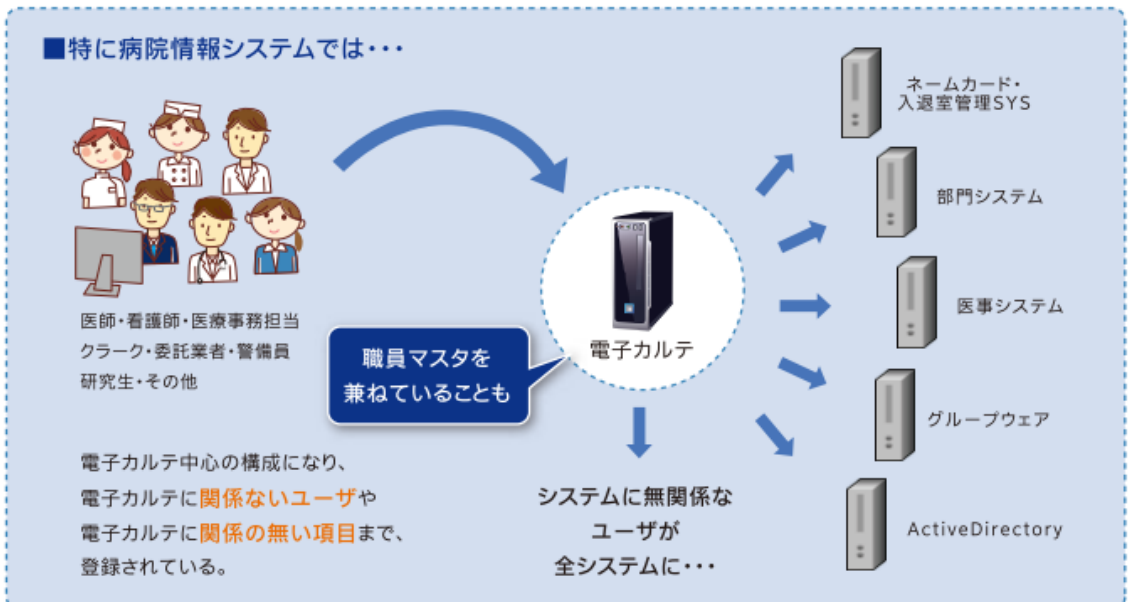 ■特に病院情報システムでは・・・
医師・看護師・医療事務担当
クラーク・委託業者・警備員
研究生・その他
職員マスタを
兼ねていることも
電子カルテ
ネームカード・
入退室管理SYS
部門システム
医事システム
グループウェア
ActiveDirectory
電子カルテ中心の構成になり、
電子カルテに関係ないユーザや
電子カルテに関係の無い項目まで、
登録されている。
システムに無関係な
ユーザが
全システムに・・・